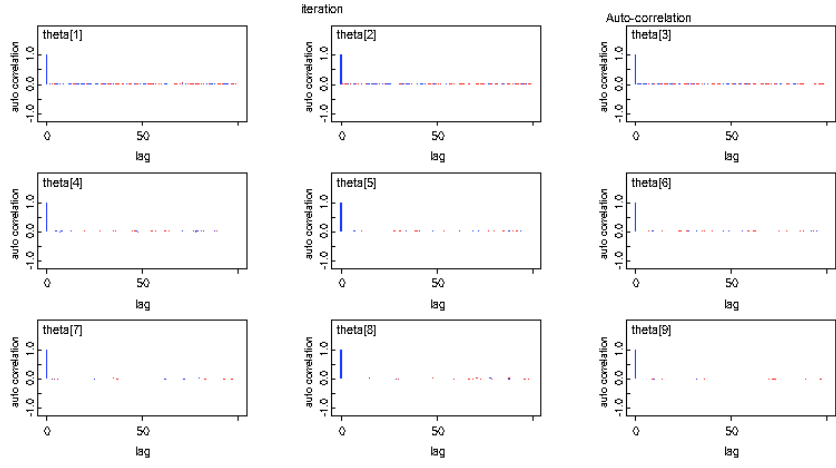 iteration
Auto-correlation
theta[1]
auto correlation
-1.0 0.0 1.0
0 50
lag
theta[2]
auto correlation
-1.0 0.0 1.0
0 50
lag
theta[3]
auto correlation
-1.0 0.0 1.0
0 50
lag
theta[4]
auto correlation
-1.0 0.0 1.0
0 50
lag
theta[5]
auto correlation
-1.0 0.0 1.0
0 50
lag
theta[6]
auto correlation
-1.0 0.0 1.0
0 50
lag
theta[7]
auto correlation
-1.0 0.0 1.0
0 50
lag
theta[8]
auto correlation
-1.0 0.0 1.0
0 50
lag
theta[9]
auto correlation
-1.0 0.0 1.0
0 50
lag